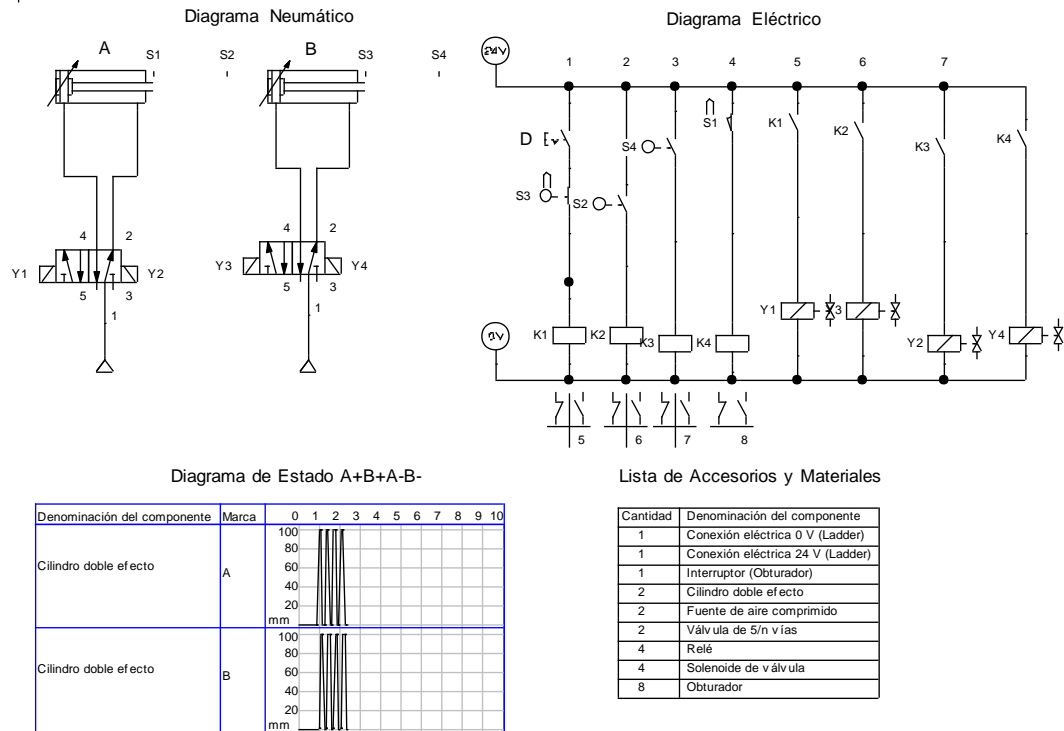 Diagrama Neumático
Diagrama Eléctrico
A
S1
S2
B
S3
S4
24V
1
2
3
4
5
6
7
D
S3
S2
S4
S1
K1
K2
K3
K4
4
2
Y1
Y2
5
3
1
4
2
Y3
Y4
5
3
1
Y1
3
Y2
Y4
0V
K1
K2
K3
K4
5
6
7
8
Diagrama de Estado A+B+A-B-
Denominación del componente Marca 0 1 2 3 4 5 6 7 8 9 10
Cilindro doble efecto A
100
80
60
40
20
mm
Cilindro doble efecto B
100
80
60
40
20
mm
Lista de Accesorios y Materiales
Cantidad Denominación del componente
1 Conexión eléctrica 0 V (Ladder)
1 Conexión eléctrica 24 V (Ladder)
1 Interruptor (Obturador)
2 Cilindro doble efecto
2 Fuente de aire comprimido
2 Válvula de 5/n vías
4 Relé
4 Solenoide de válvula
8 Obturador